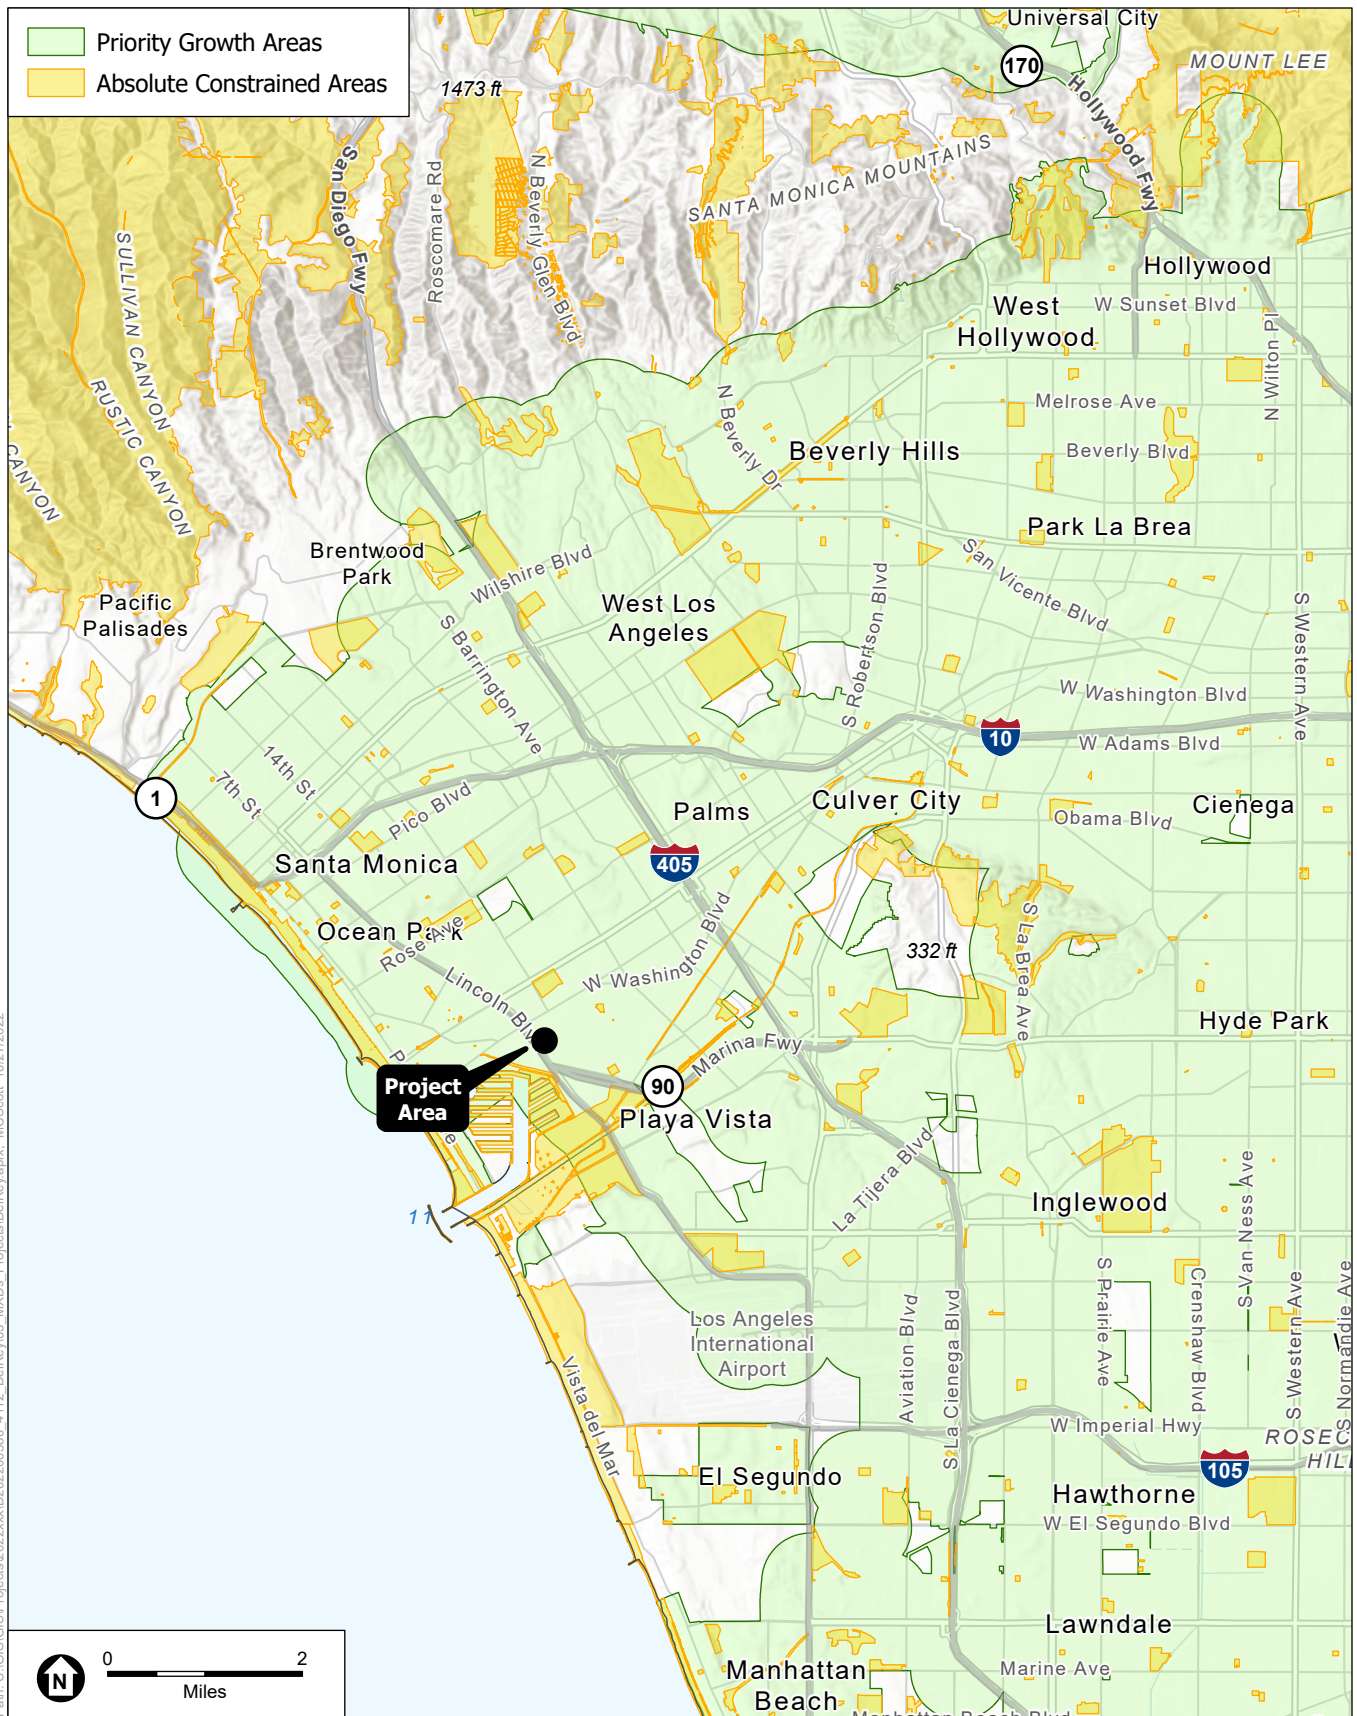 Priority Growth Areas
Absolute Constrained Areas
Universal City
170
MOUNT LEE
1473 ft
Hollywood Fwy
San Diego Fwy
Roscomare Rd
N Beverly Glen Blvd
SANTA MONICA MOUNTAINS
SULLIVAN CANYON
RUSTIC CANYON
CANYON
Hollywood
W Sunset Blvd
West
Hollywood
N Wilton Pl
Melrose Ave
N Beverly Dr
Beverly Hills
Beverly Blvd
Park La Brea
Brentwood
Park
Wilshire Blvd
San Vicente Blvd
Pacific
Palisades
West Los
Angeles
S Barrington Ave
S Robertson Blvd
S Western Ave
W Washington Blvd
10
W Adams Blvd
14th St
7th St
1
Pico Blvd
Palms
Culver City
Cienega
Obama Blvd
405
Santa Monica
Ocean Park
Rose Ave
S La Brea Ave
332 ft
W Washington Blvd
Lincoln Blv
Hyde Park
Marina Fwy
Project
Area
90
Playa Vista
La Tijera Blvd
Inglewood
S Van Ness Ave
11
S Prairie Ave
Crenshaw Blvd
S Western Ave
S Normandie Ave
Los Angeles
International
Airport
Aviation Blvd
S La Cienega Blvd
Vista del Mar
W Imperial Hwy
ROSEC
HILL
105
El Segundo
Hawthorne
W El Segundo Blvd
Lawndale
Marine Ave
Manhattan
Beach
Manhattan Beach Blvd
N
0
2
Miles